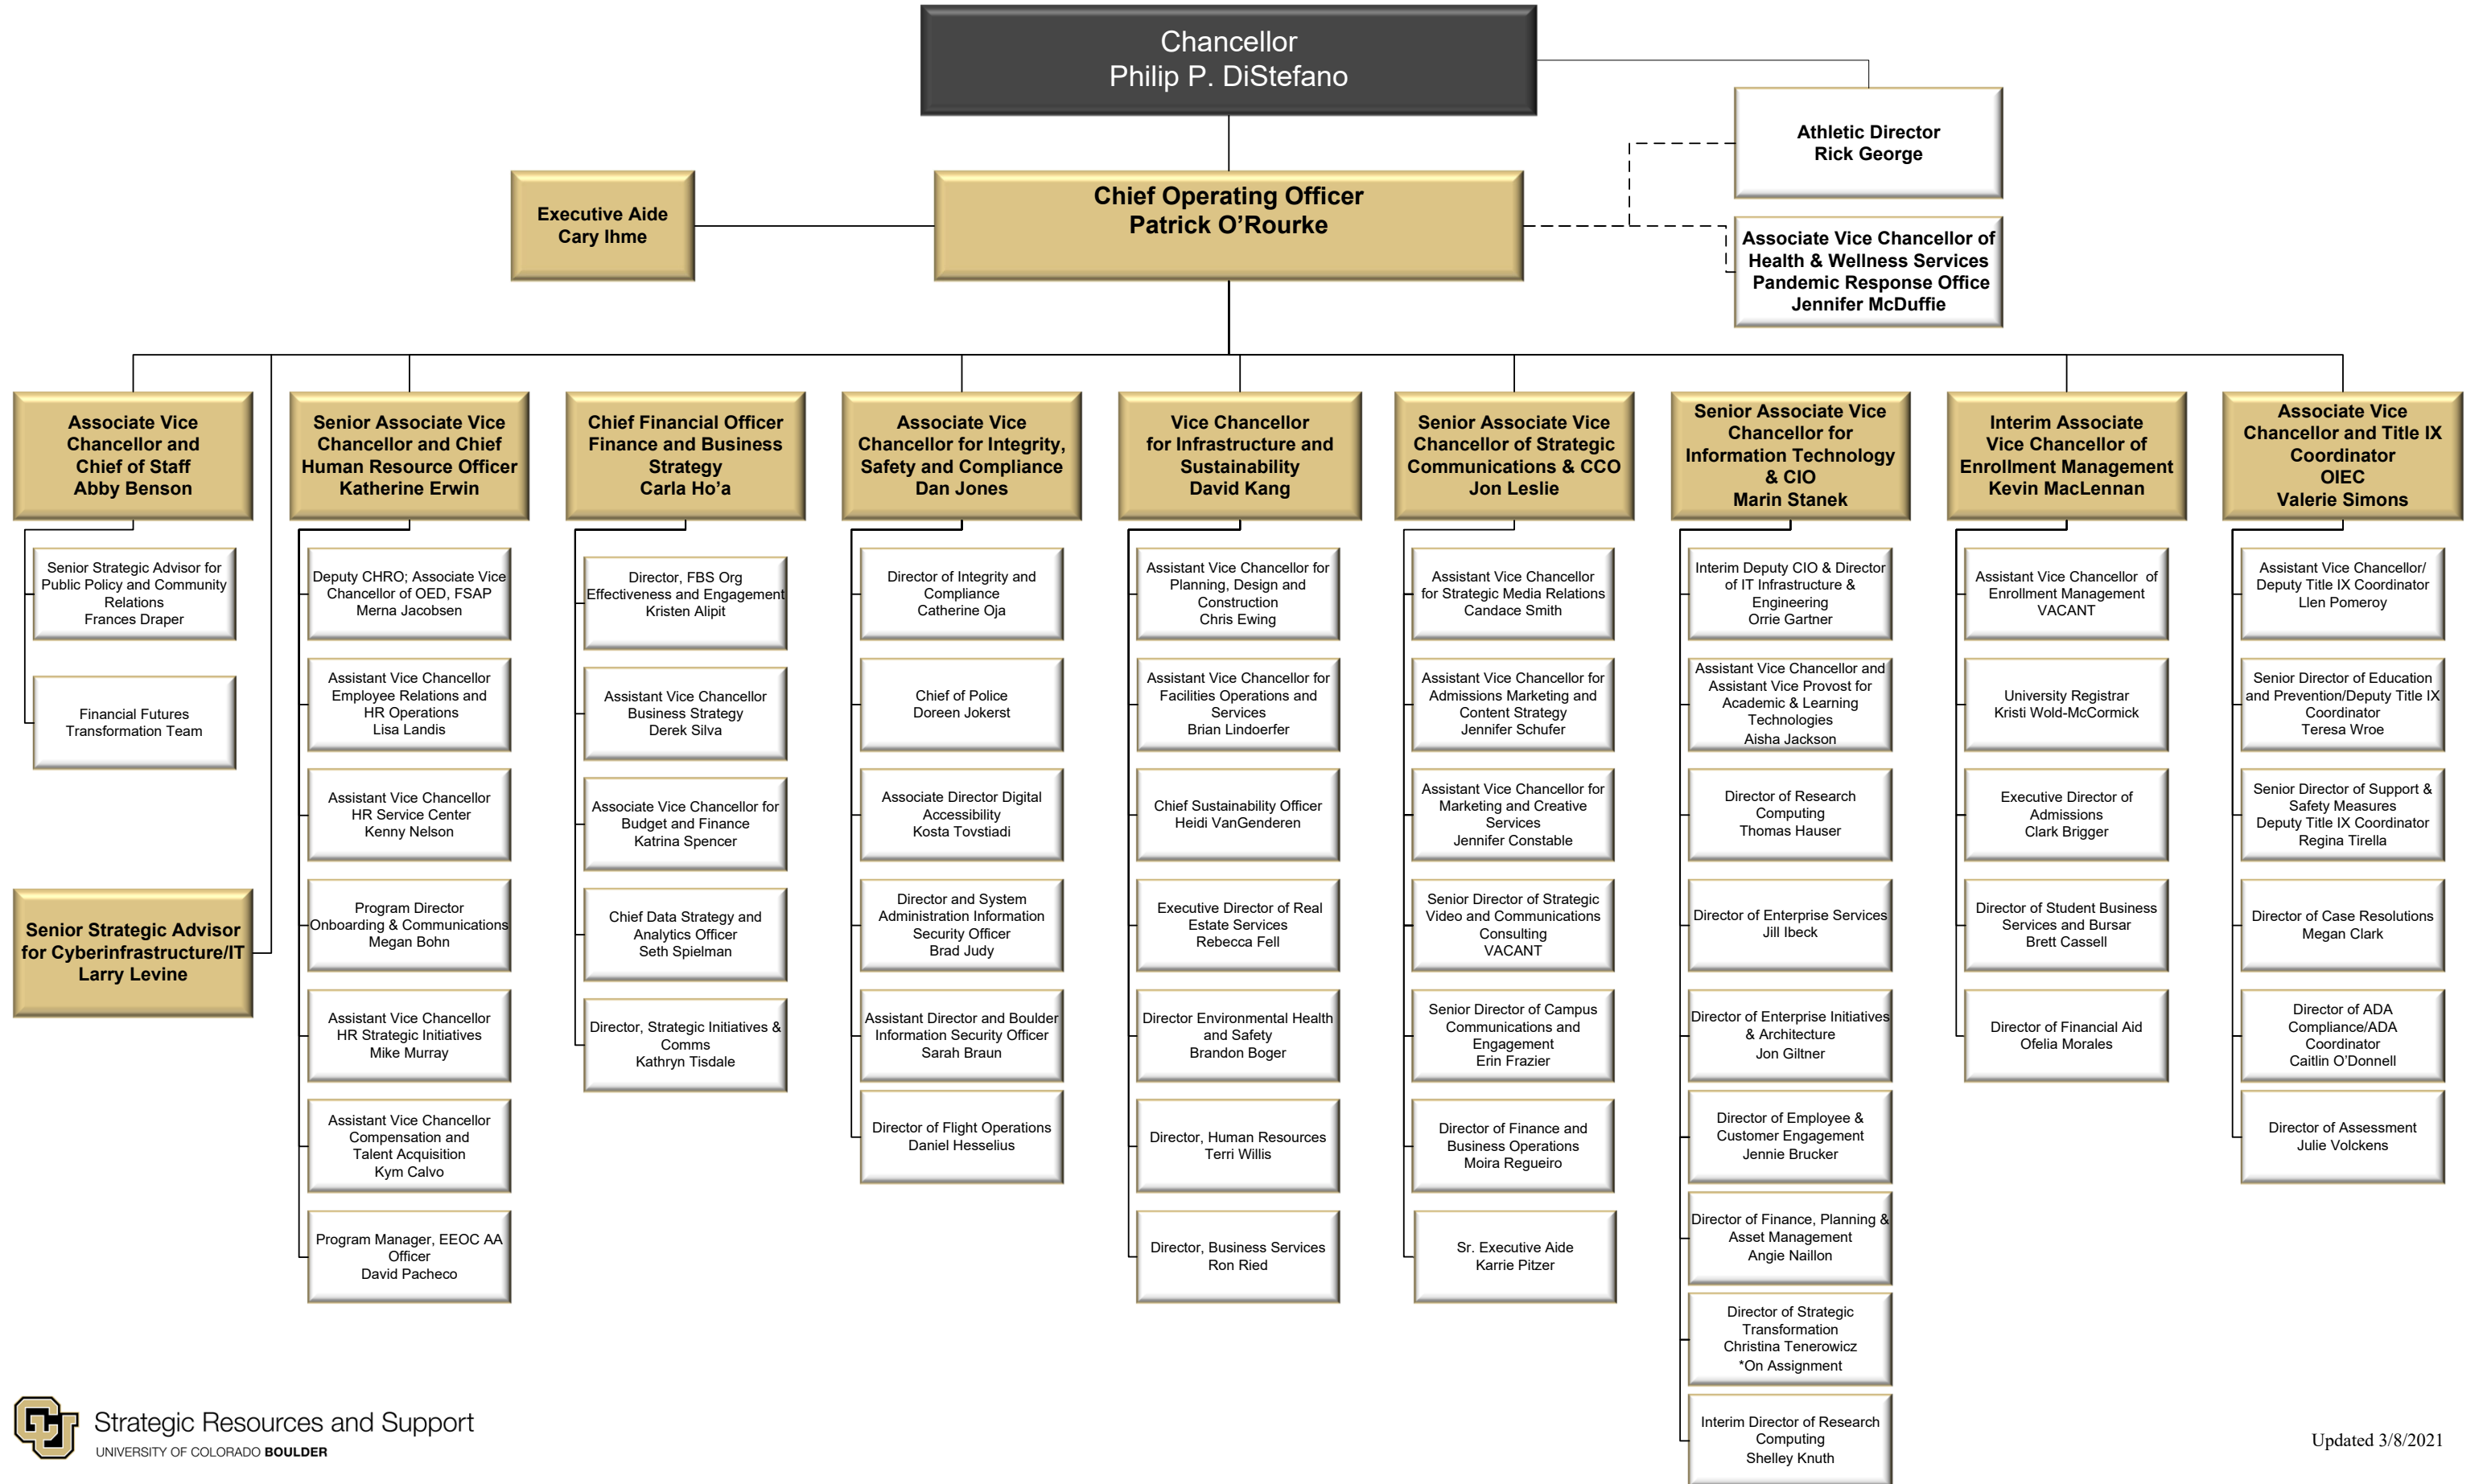 Chancellor
Philip P. DiStefano
Athletic Director
Rick George
Executive Aide
Cary Ihme
Chief Operating Officer
Patrick O’Rourke
Associate Vice Chancellor of
Health & Wellness Services
Pandemic Response Office
Jennifer McDuffie
Associate Vice
Chancellor and
Chief of Staff
Abby Benson
Senior Strategic Advisor for
Public Policy and Community
Relations
Frances Draper
Financial Futures
Transformation Team
Senior Strategic Advisor
for Cyberinfrastructure/IT
Larry Levine
Senior Associate Vice
Chancellor and Chief
Human Resource Officer
Katherine Erwin
Deputy CHRO; Associate Vice
Chancellor of OED, FSAP
Merna Jacobsen
Assistant Vice Chancellor
Employee Relations and
HR Operations
Lisa Landis
Assistant Vice Chancellor
HR Service Center
Kenny Nelson
Program Director
Onboarding & Communications
Megan Bohn
Assistant Vice Chancellor
HR Strategic Initiatives
Mike Murray
Assistant Vice Chancellor
Compensation and
Talent Acquisition
Kym Calvo
Program Manager, EEOC AA
Officer
David Pacheco
Chief Financial Officer
Finance and Business
Strategy
Carla Ho’a
Director, FBS Org
Effectiveness and Engagement
Kristen Alipit
Assistant Vice Chancellor
Business Strategy
Derek Silva
Associate Vice Chancellor for
Budget and Finance
Katrina Spencer
Chief Data Strategy and
Analytics Officer
Seth Spielman
Director, Strategic Initiatives &
Comms
Kathryn Tisdale
Associate Vice
Chancellor for Integrity,
Safety and Compliance
Dan Jones
Director of Integrity and
Compliance
Catherine Oja
Chief of Police
Doreen Jokerst
Associate Director Digital
Accessibility
Kosta Tovstiadi
Director and System
Administration Information
Security Officer
Brad Judy
Assistant Director and Boulder
Information Security Officer
Sarah Braun
Director of Flight Operations
Daniel Hesselius
Vice Chancellor
for Infrastructure and
Sustainability
David Kang
Assistant Vice Chancellor for
Planning, Design and
Construction
Chris Ewing
Assistant Vice Chancellor for
Facilities Operations and
Services
Brian Lindoerfer
Chief Sustainability Officer
Heidi VanGenderen
Executive Director of Real
Estate Services
Rebecca Fell
Director Environmental Health
and Safety
Brandon Boger
Director, Human Resources
Terri Willis
Director, Business Services
Ron Ried
Senior Associate Vice
Chancellor of Strategic
Communications & CCO
Jon Leslie
Assistant Vice Chancellor
for Strategic Media Relations
Candace Smith
Assistant Vice Chancellor for
Admissions Marketing and
Content Strategy
Jennifer Schufer
Assistant Vice Chancellor for
Marketing and Creative
Services
Jennifer Constable
Senior Director of Strategic
Video and Communications
Consulting
VACANT
Senior Director of Campus
Communications and
Engagement
Erin Frazier
Director of Finance and
Business Operations
Moira Regueiro
Sr. Executive Aide
Karrie Pitzer
Senior Associate Vice
Chancellor for
Information Technology
& CIO
Marin Stanek
Interim Deputy CIO & Director
of IT Infrastructure &
Engineering
Orrie Gartner
Assistant Vice Chancellor and
Assistant Vice Provost for
Academic & Learning
Technologies
Aisha Jackson
Director of Research
Computing
Thomas Hauser
Director of Enterprise Services
Jill Ibeck
Director of Enterprise Initiatives
& Architecture
Jon Giltner
Director of Employee &
Customer Engagement
Jennie Brucker
Director of Finance, Planning &
Asset Management
Angie Naillon
Director of Strategic
Transformation
Christina Tenerowicz
*On Assignment
Interim Director of Research
Computing
Shelley Knuth
Interim Associate
Vice Chancellor of
Enrollment Management
Kevin MacLennan
Assistant Vice Chancellor of
Enrollment Management
VACANT
University Registrar
Kristi Wold-McCormick
Executive Director of
Admissions
Clark Brigger
Director of Student Business
Services and Bursar
Brett Cassell
Director of Financial Aid
Ofelia Morales
Associate Vice
Chancellor and Title IX
Coordinator
OIEC
Valerie Simons
Assistant Vice Chancellor/
Deputy Title IX Coordinator
Llen Pomeroy
Senior Director of Education
and Prevention/Deputy Title IX
Coordinator
Teresa Wroe
Senior Director of Support &
Safety Measures
Deputy Title IX Coordinator
Regina Tirella
Director of Case Resolutions
Megan Clark
Director of ADA
Compliance/ADA
Coordinator
Caitlin O’Donnell
Director of Assessment
Julie Volckens
CU
Strategic Resources and Support
UNIVERSITY OF COLORADO BOULDER
Updated 3/8/2021